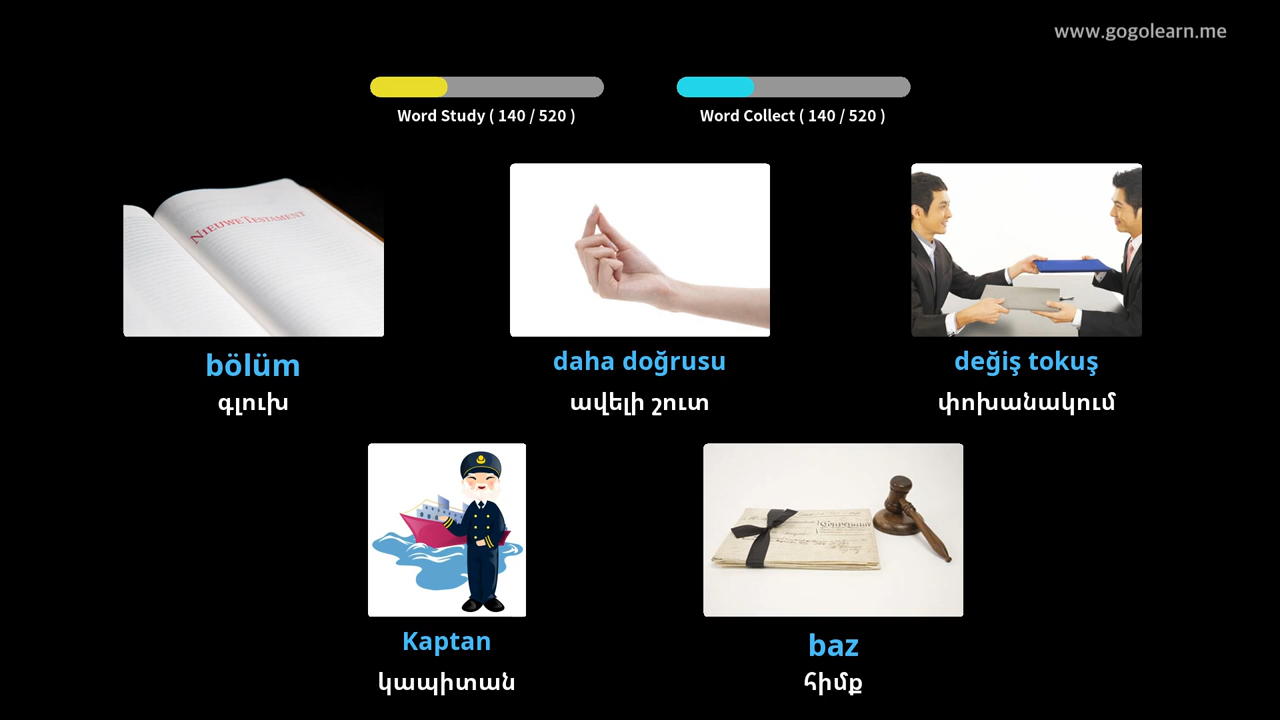 www.gogolearn.me
Word Study ( 140 / 520 )
Word Collect ( 140 / 520 )
NIEUWE TESTAMENT
bölüm
գլուխ
daha doğrusu
ավելի շուտ
değiş tokuş
փոխանակում
Kaptan
կապիտան
baz
հիմք